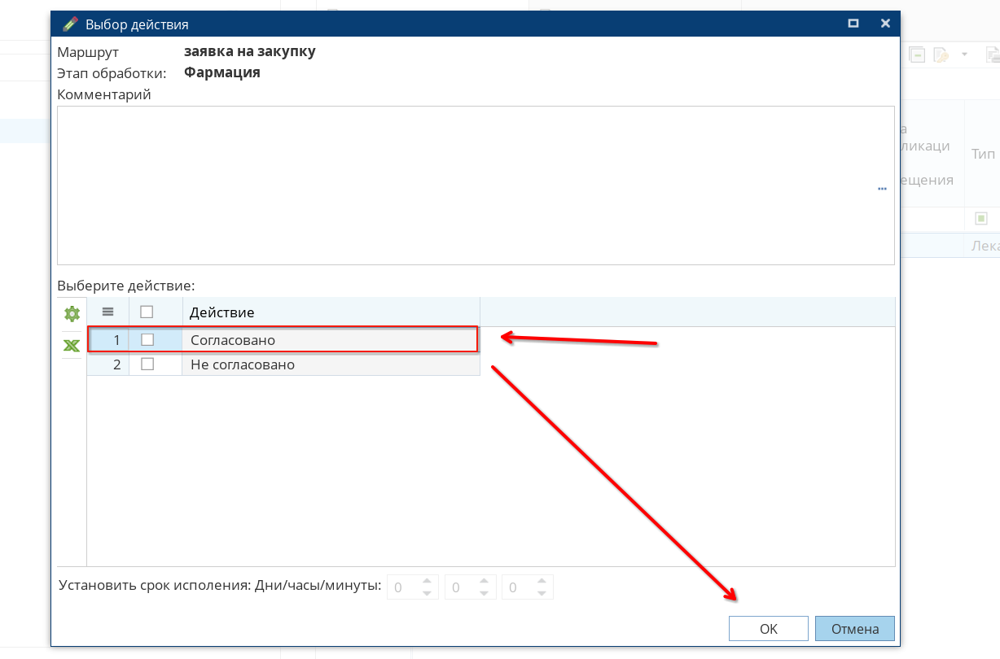 Выбор действия
Маршрут заявка на закупку
Этап обработки: Фармация
Комментарий
ликаци
Тип
ещения
...
Лека
Выберите действие:
Действие
1 Согласовано
2 Не согласовано
Установить срок исполения: Дни/часы/минуты: 0 0 0
OK Отмена